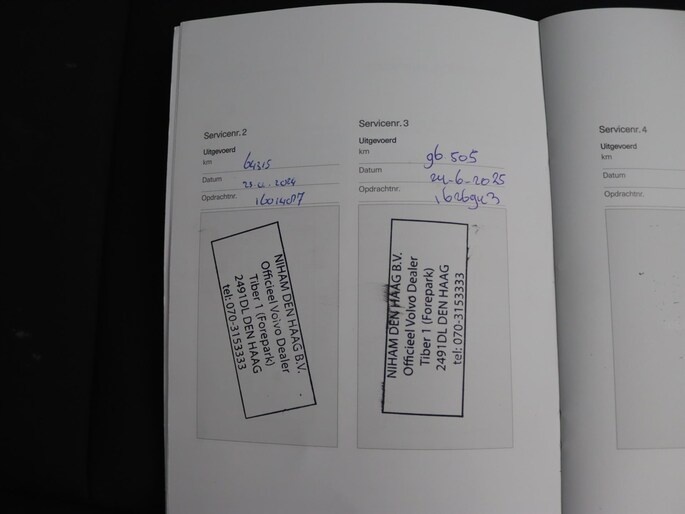 Servicenr. 2
Uitgevoerd
km 64315
Datum
Opdrachtnr. 16014087
NIHAM DEN HAAG B.V.
Officieel Volvo Dealer
Tiber 1 (Forepark)
2491DL DEN HAAG
tel: 070-3153333
Servicenr. 3
Uitgevoerd
km 96 505
Datum 24-6-2025
Opdrachtnr.
NIHAM DEN HAAG B.V.
Officieel Volvo Dealer
Tiber 1 (Forepark)
2491DL DEN HAAG
tel: 070-3153333
Servicenr. 4
Uitgevoerd
km
Datum
Opdrachtnr.